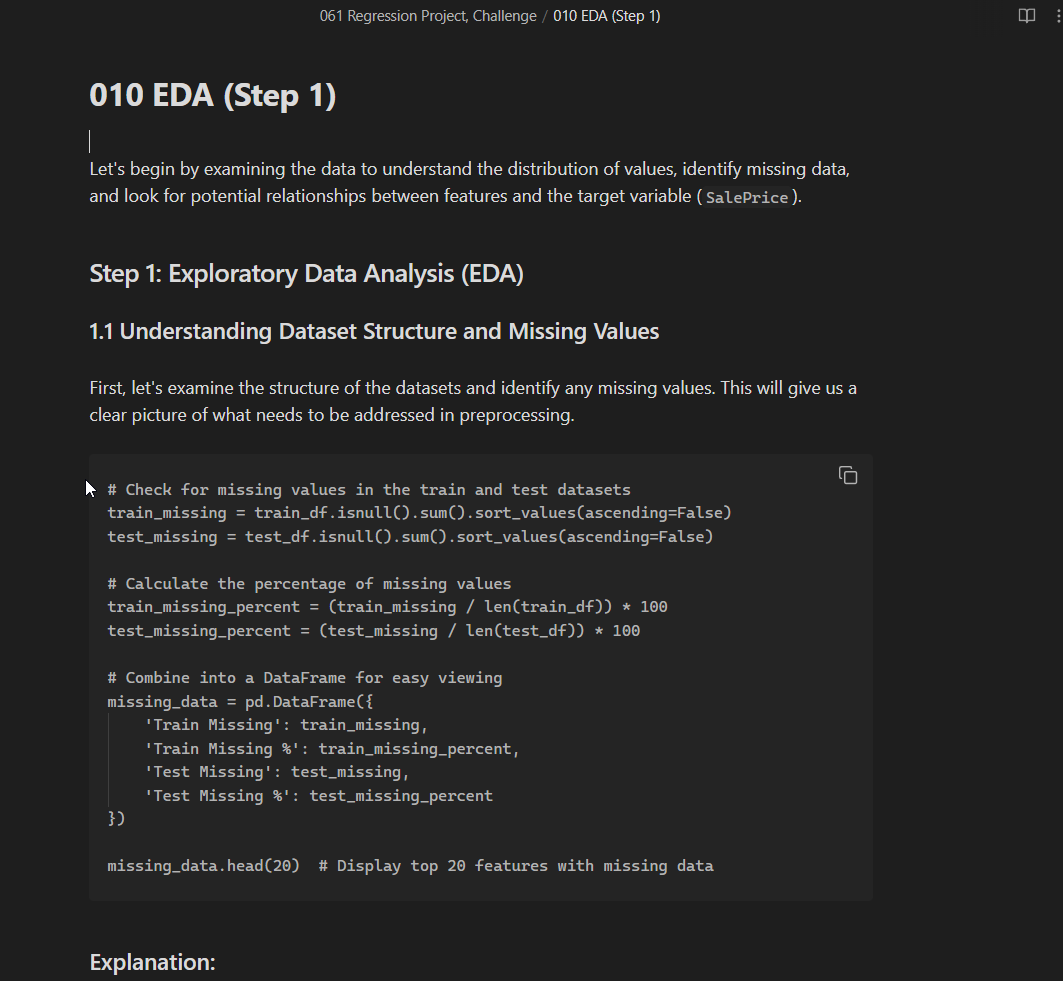 061 Regression Project, Challenge / 010 EDA (Step 1)
010 EDA (Step 1)
Let's begin by examining the data to understand the distribution of values, identify missing data,
and look for potential relationships between features and the target variable ( SalePrice ).
Step 1: Exploratory Data Analysis (EDA)
1.1 Understanding Dataset Structure and Missing Values
First, let's examine the structure of the datasets and identify any missing values. This will give us a
clear picture of what needs to be addressed in preprocessing.
# Check for missing values in the train and test datasets
train_missing = train_df.isnull().sum().sort_values(ascending=False)
test_missing = test_df.isnull().sum().sort_values(ascending=False)
# Calculate the percentage of missing values
train_missing_percent = (train_missing / len(train_df)) * 100
test_missing_percent = (test_missing / len(test_df)) * 100
# Combine into a DataFrame for easy viewing
missing_data = pd.DataFrame({
    'Train Missing': train_missing,
    'Train Missing %': train_missing_percent,
    'Test Missing': test_missing,
    'Test Missing %': test_missing_percent
})
missing_data.head(20)  # Display top 20 features with missing data
Explanation: